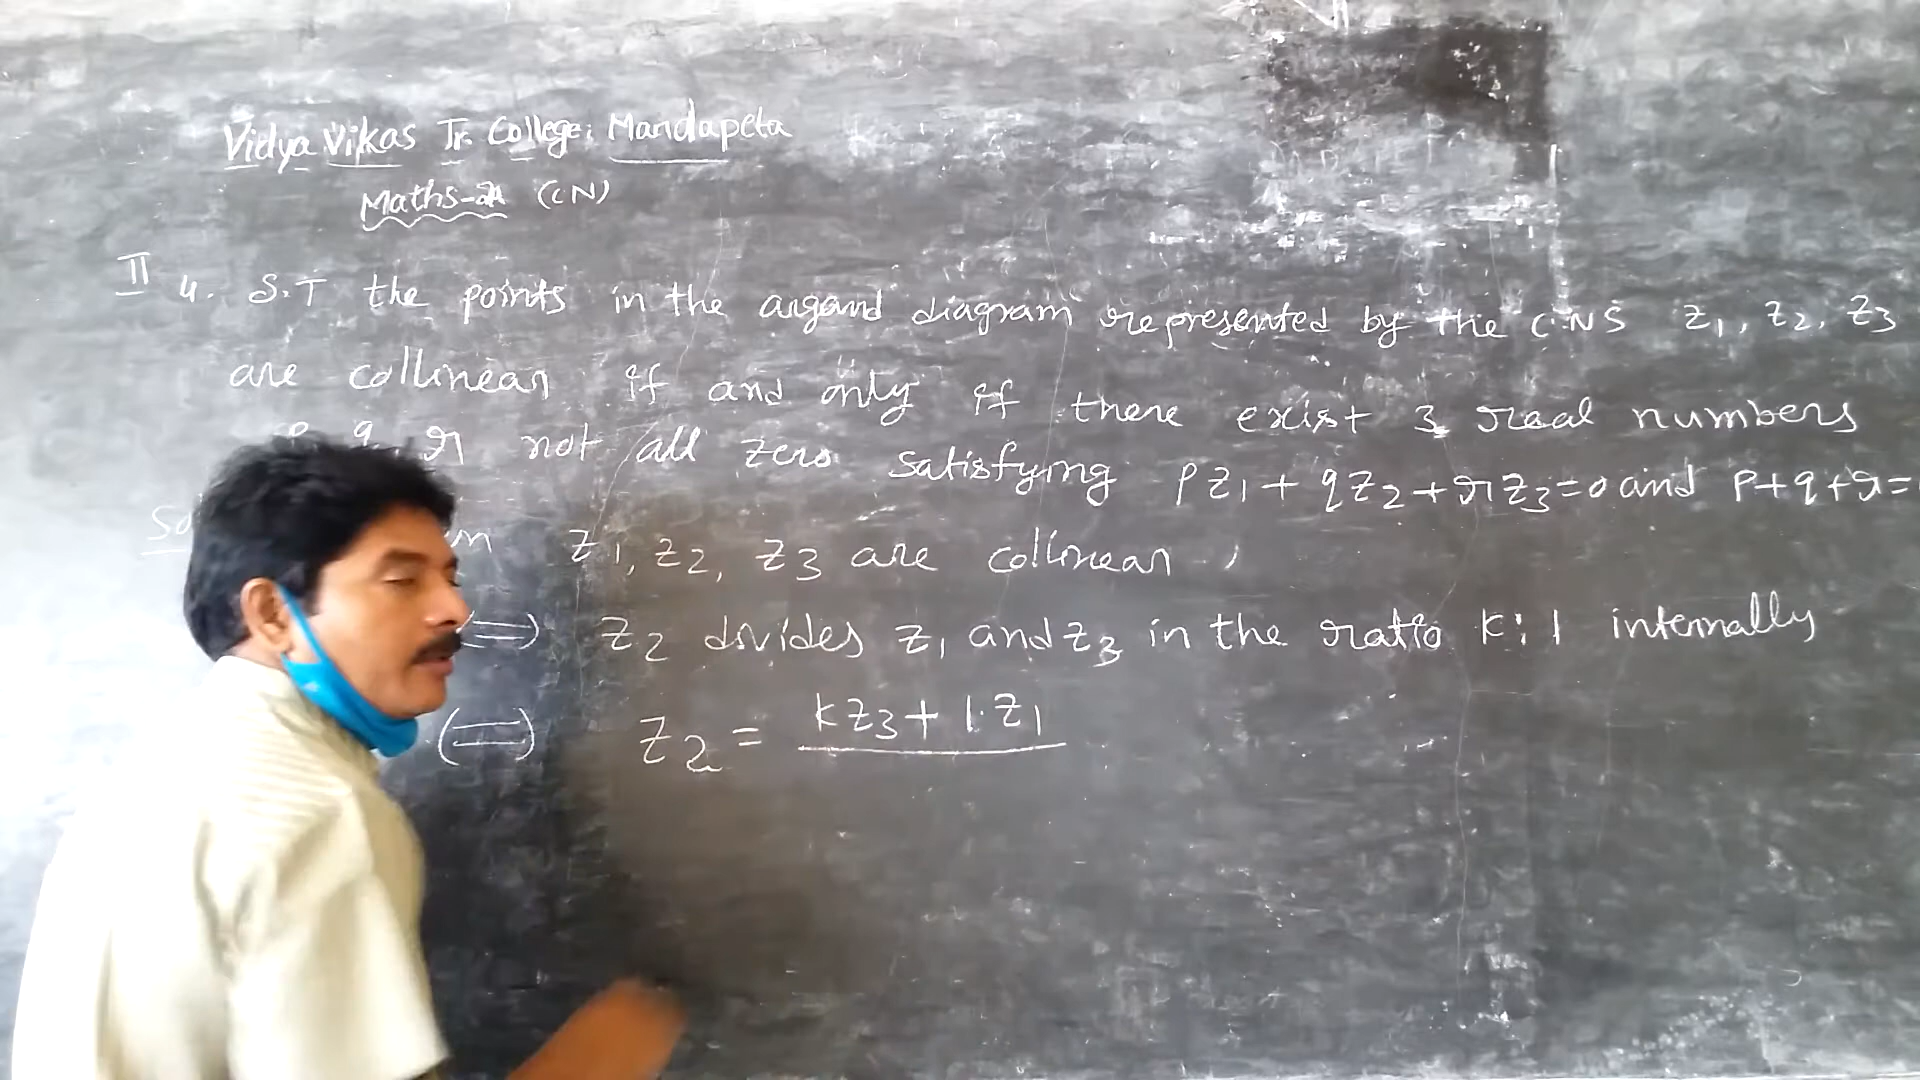 Vidya Vikas Jr. College: Mandapeta
Maths-2A (CN)
II 4. S.T the points in the argand diagram represented by the C.NS z1, z2, z3
are collinear if and only if there exist 3 real numbers
p, q, r not all zero satisfying pz1 + qz2 + rz3 = 0 and p+q+r=
z1, z2, z3 are collinear.
⟺ z2 divides z1 and z3 in the ratio k:1 internally
⟺ z2 = kz3 + 1.z1